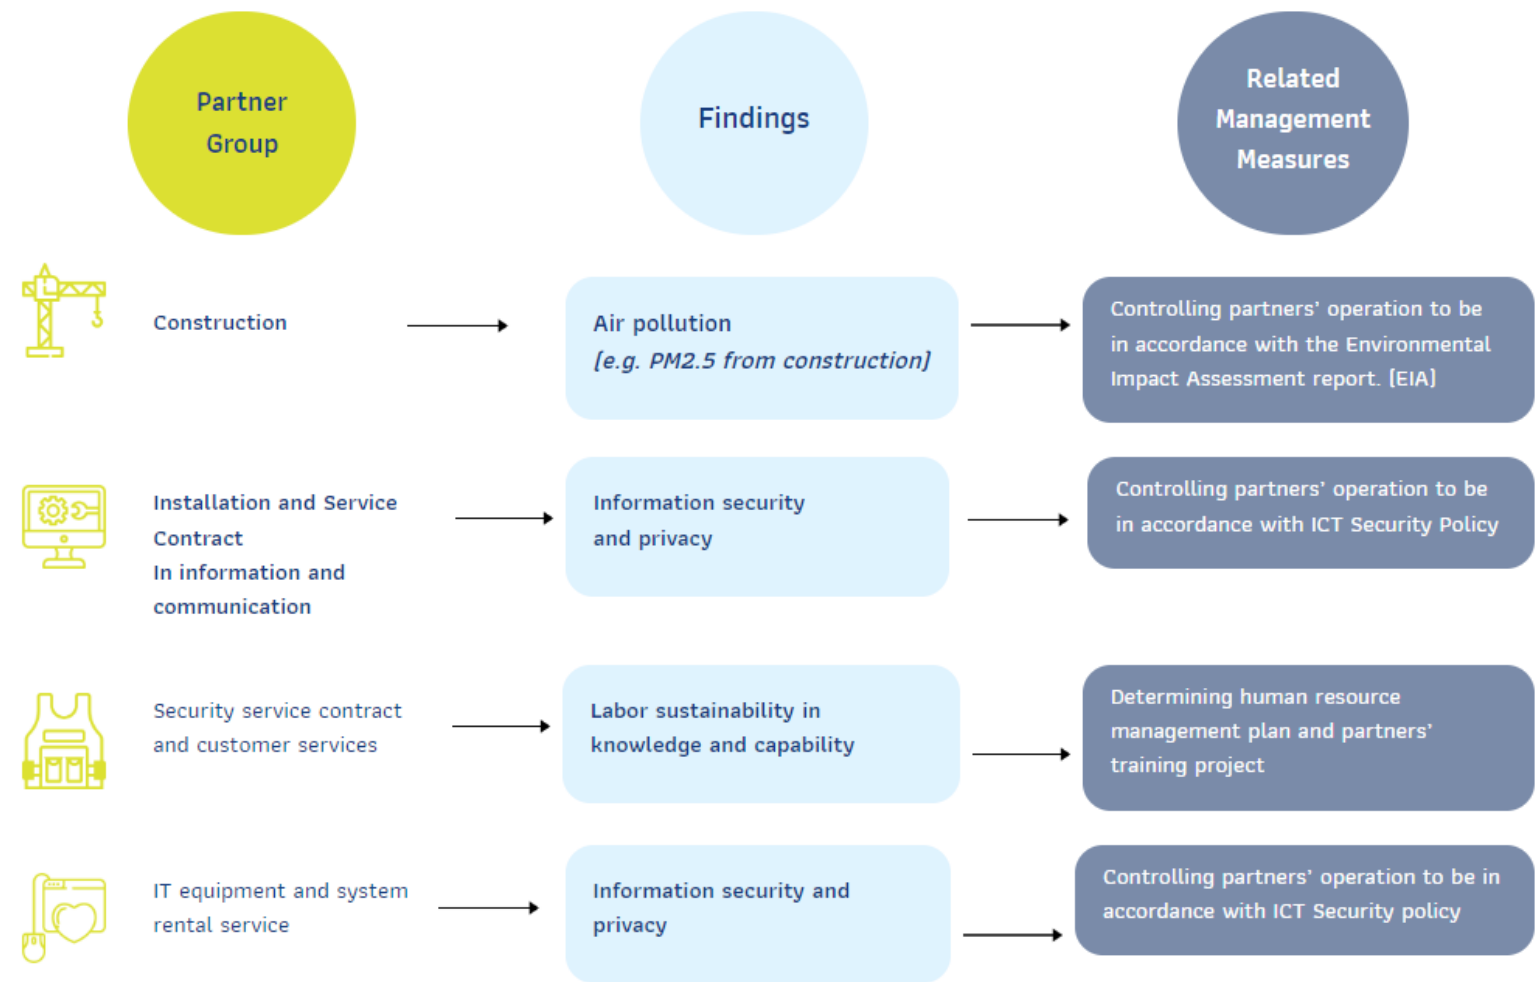 Partner
Group
Findings
Related
Management
Measures
Construction
Air pollution
(e.g. PM2.5 from construction)
Controlling partners' operation to be
in accordance with the Environmental
Impact Assessment report. (EIA)
Installation and Service
Contract
In information and
communication
Information security
and privacy
Controlling partners' operation to be
in accordance with ICT Security Policy
Security service contract
and customer services
Labor sustainability in
knowledge and capability
Determining human resource
management plan and partners'
training project
IT equipment and system
rental service
Information security and
privacy
Controlling partners' operation to be in
accordance with ICT Security policy